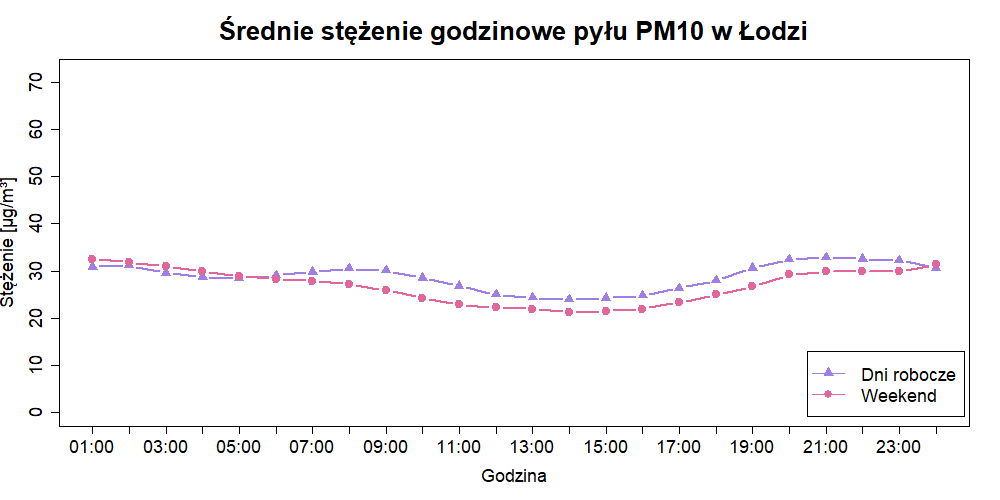 Średnie stężenie godzinowe pyłu PM10 w Łodzi
Stężenie [µg/m³]
70
60
50
40
30
20
10
0
01:00 03:00 05:00 07:00 09:00 11:00 13:00 15:00 17:00 19:00 21:00 23:00
Godzina
Dni robocze
Weekend